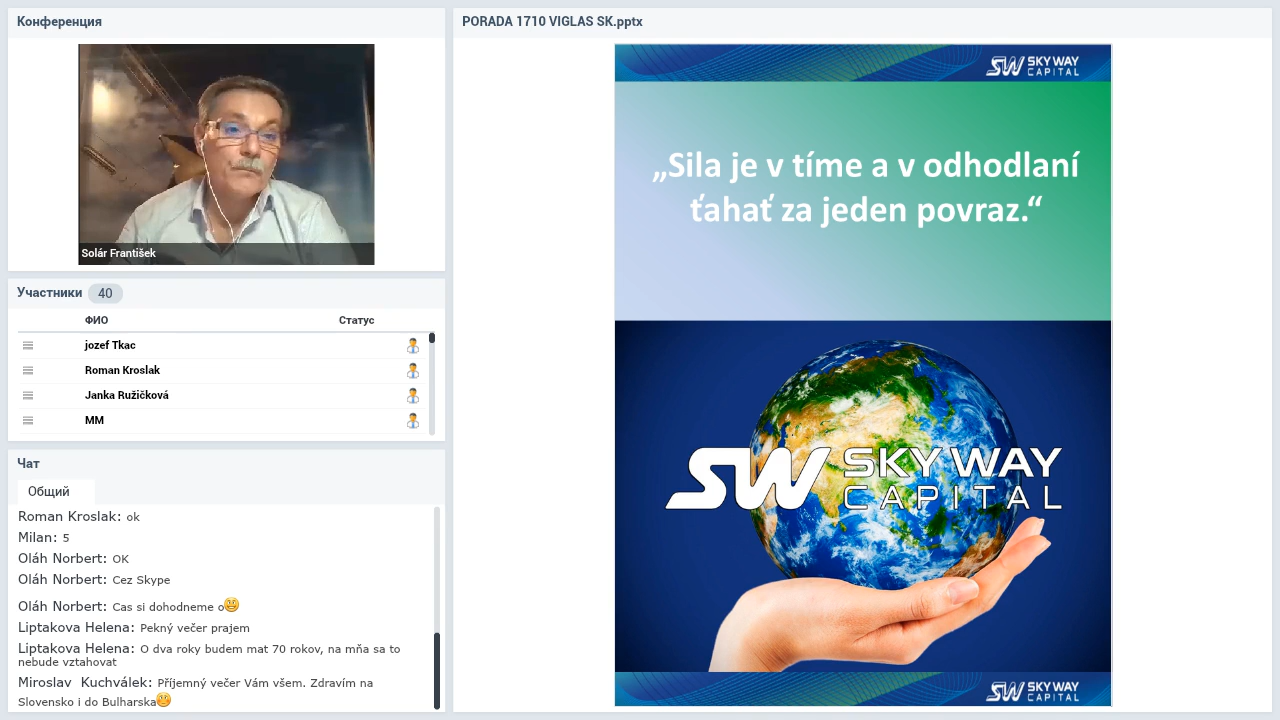 Конференция
Solár František
Участники 40
ФИО Статус
jozef Tkac
Roman Kroslak
Janka Ružičková
MM
Чат
Общий
Roman Kroslak: ok
Milan: 5
Oláh Norbert: OK
Oláh Norbert: Cez Skype
Oláh Norbert: Cas si dohodneme o
Liptakova Helena: Pekný večer prajem
Liptakova Helena: O dva roky budem mat 70 rokov, na mňa sa to
nebude vztahovat
Miroslav Kuchválek: Příjemný večer Vám všem. Zdravím na
Slovensko i do Bulharska
PORADA 1710 VIGLAS SK.pptx
SW SKY WAY
CAPITAL
„Sila je v tíme a v odhodlaní
ťahať za jeden povraz.“
SW SKY WAY
CAPITAL
SW SKY WAY
CAPITAL